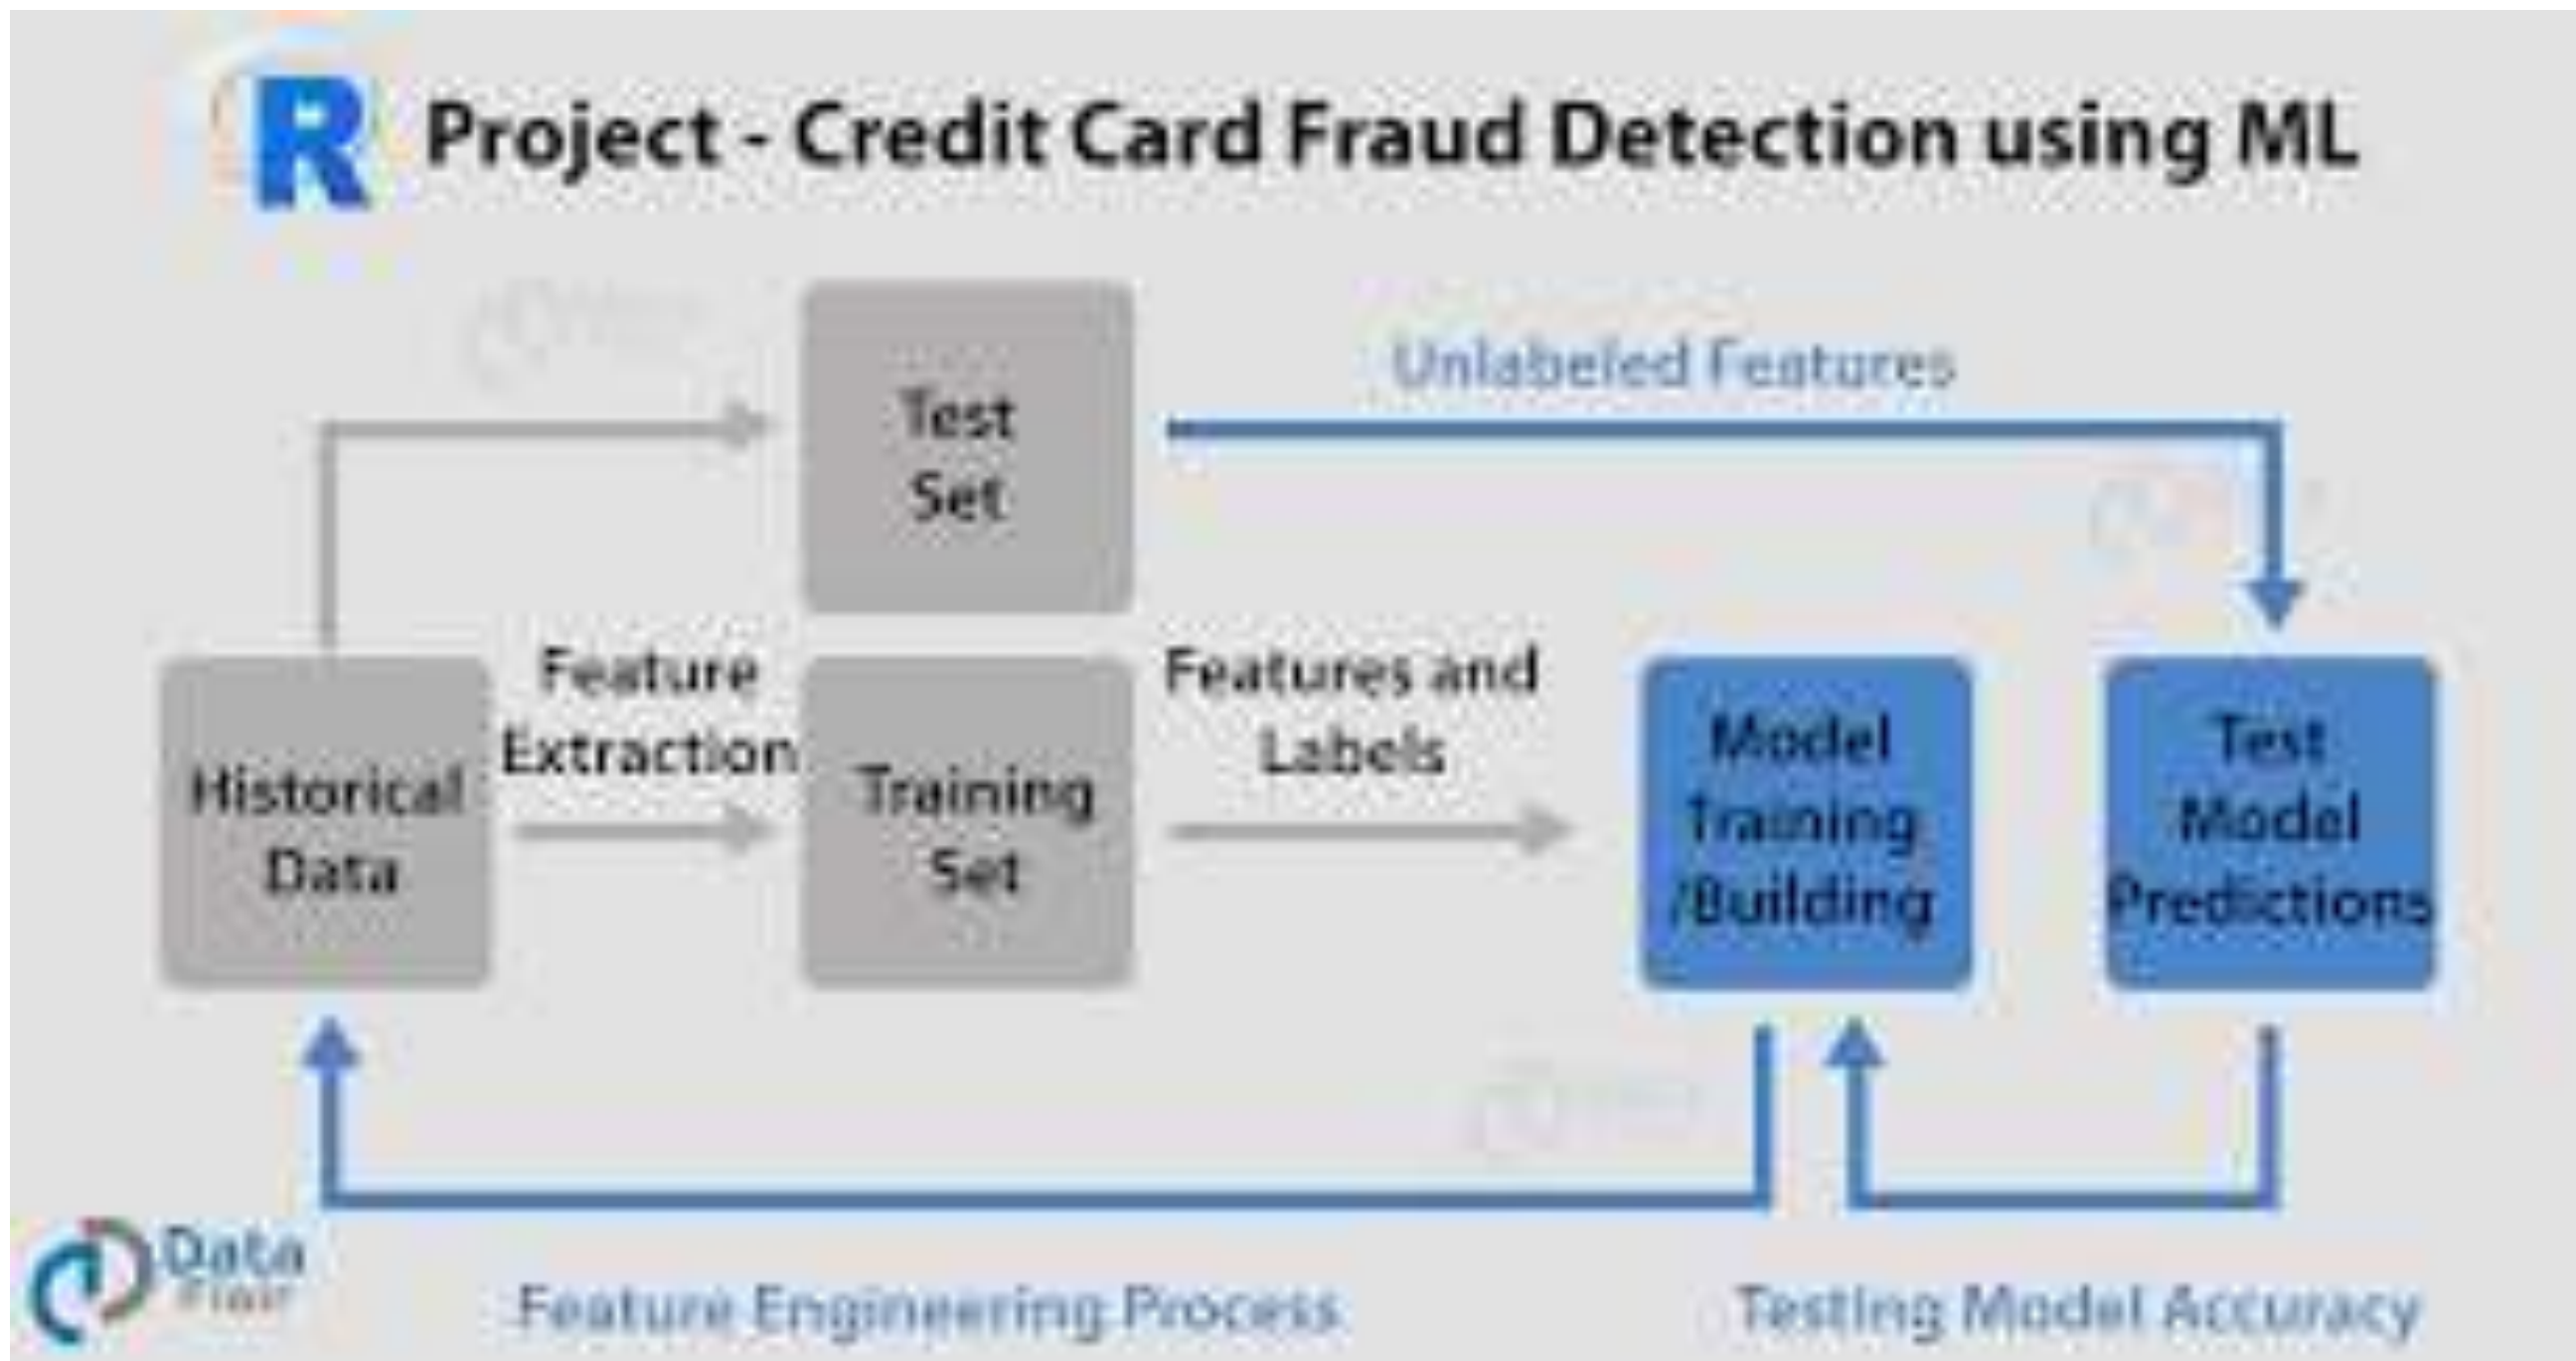 R Project - Credit Card Fraud Detection using ML
Test
Set
Unlabeled Features
Historical
Data
Feature
Extraction
Training
Set
Features and
Labels
Model
Training
/Building
Test
Model
Predictions
Feature Engineering Process
Testing Model Accuracy
Data
Flair